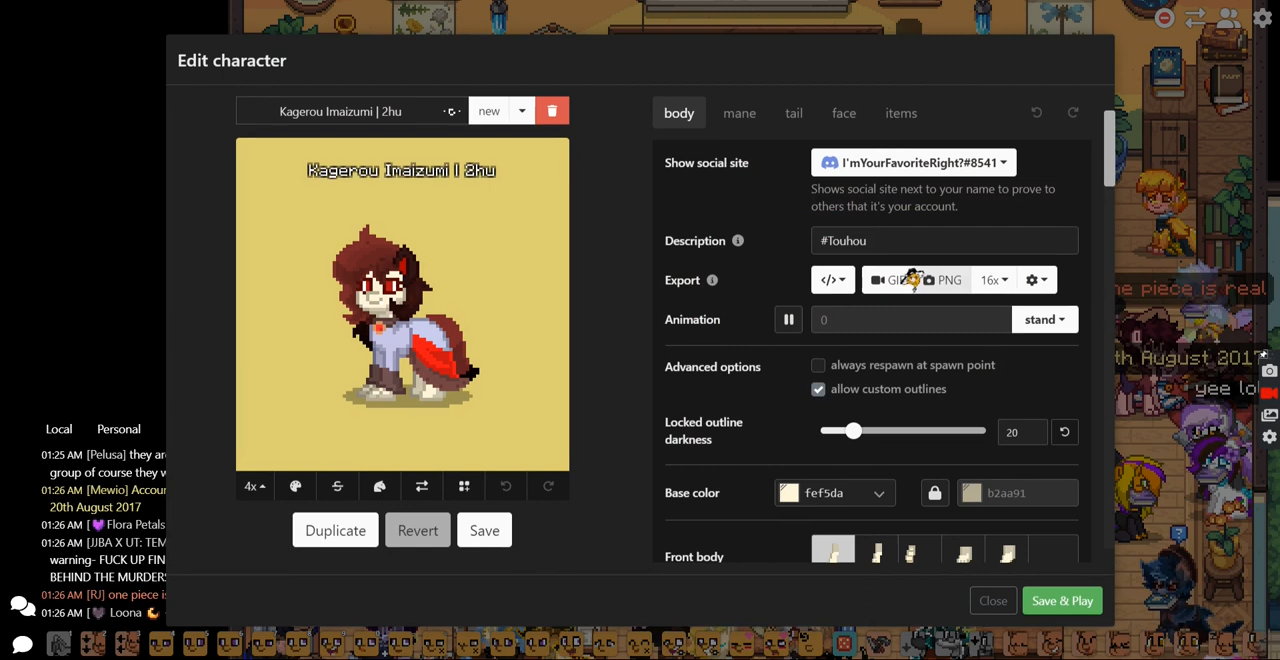 Edit character
Kagerou Imaizumi | 2hu
new
Kagerou Imaizumi | 2hu
4x
Duplicate
Revert
Save
body
mane
tail
face
items
Show social site
I'mYourFavoriteRight?#8541
Shows social site next to your name to prove to
others that it's your account.
Description
#Touhou
Export
</>
PNG
16x
Animation
0
stand
Advanced options
always respawn at spawn point
allow custom outlines
Locked outline
darkness
20
Base color
fef5da
b2aa91
Front body
Close
Save & Play
ne piece is real
th August 2017
yee lo
Local
Personal
01:25 AM [Pelusa] they are
group of course they w
01:26 AM [Mewio] Accoun
20th August 2017
01:26 AM [💜 Flora Petals
01:26 AM [JJBA X UT: TEM
warning- FUCK UP FIN
BEHIND THE MURDERS
01:26 AM [RJ] one piece is
01:26 AM [🖤 Loona 🌙